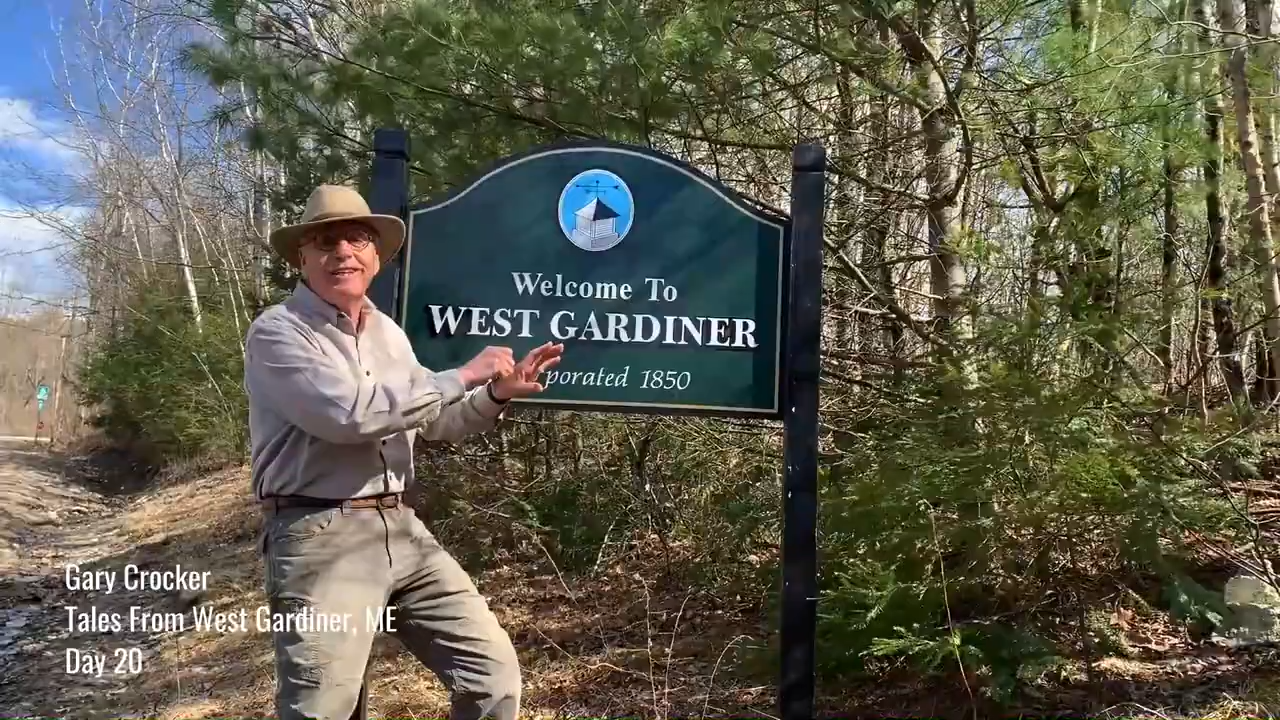 Welcome To
WEST GARDINER
porated 1850
Gary Crocker
Tales From West Gardiner, ME
Day 20